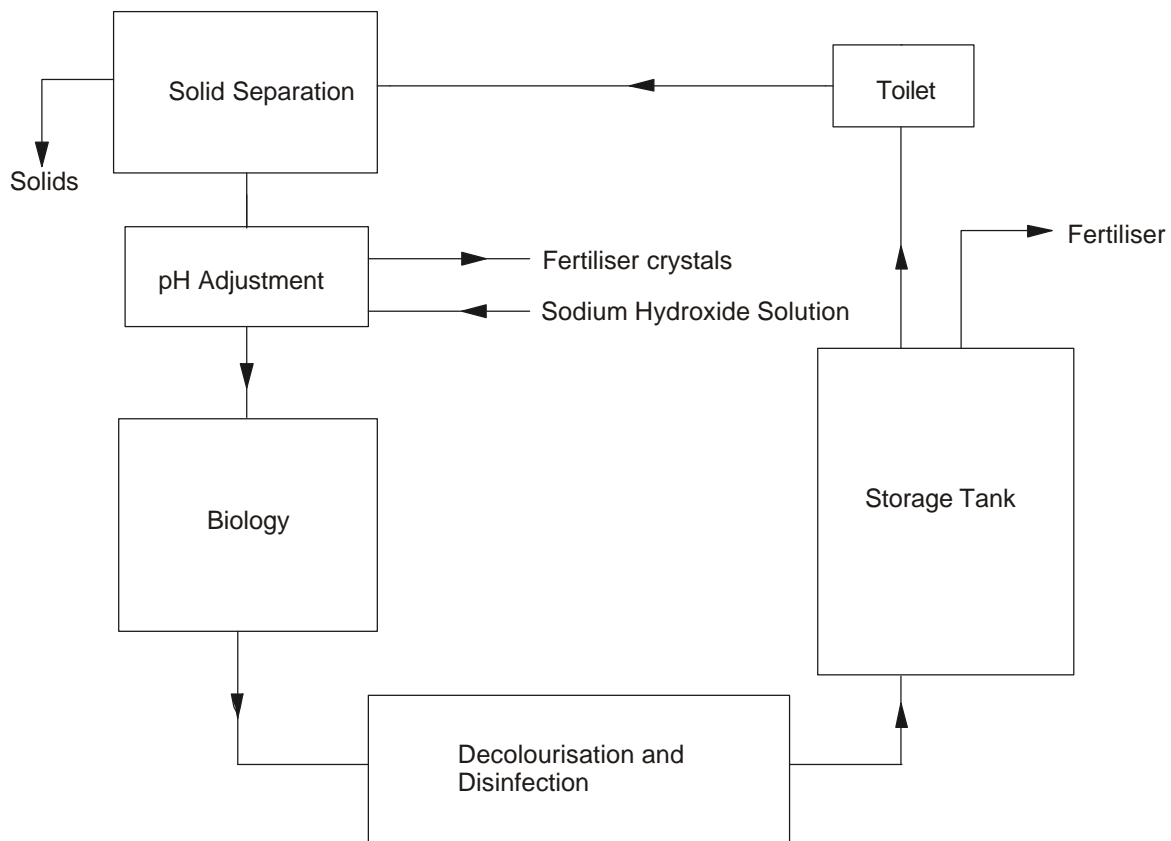 Solid Separation
Toilet
Solids
Fertiliser
pH Adjustment
Fertiliser crystals
Sodium Hydroxide Solution
Storage Tank
Biology
Decolourisation and
Disinfection